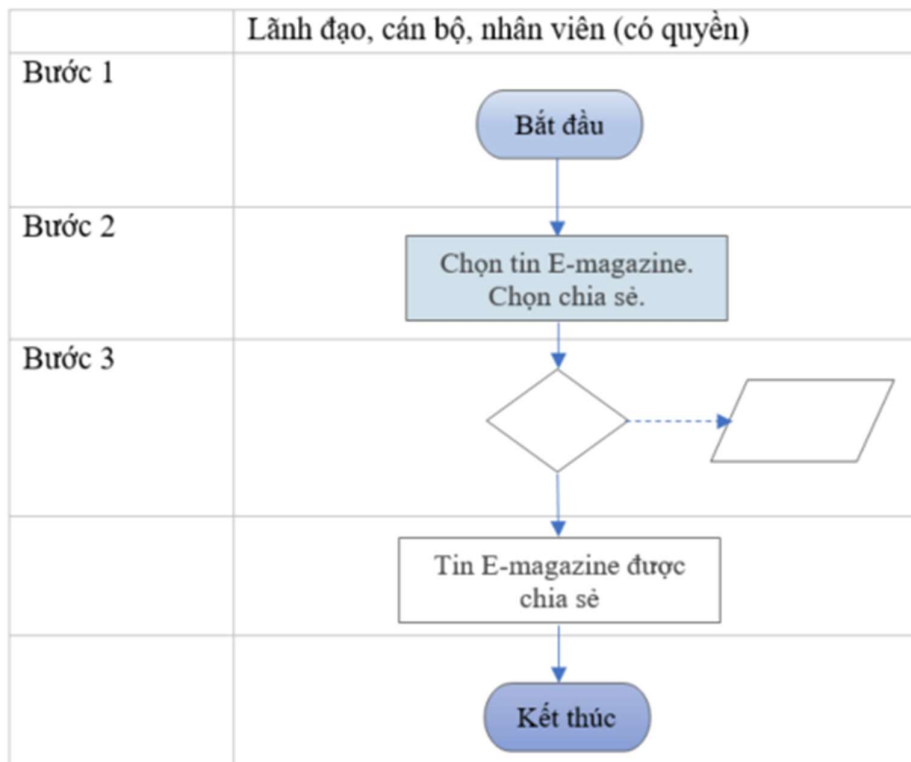 Lãnh đạo, cán bộ, nhân viên (có quyền)
Bước 1
Bắt đầu
Bước 2
Chọn tin E-magazine.
Chọn chia sẻ.
Bước 3
Tin E-magazine được
chia sẻ
Kết thúc